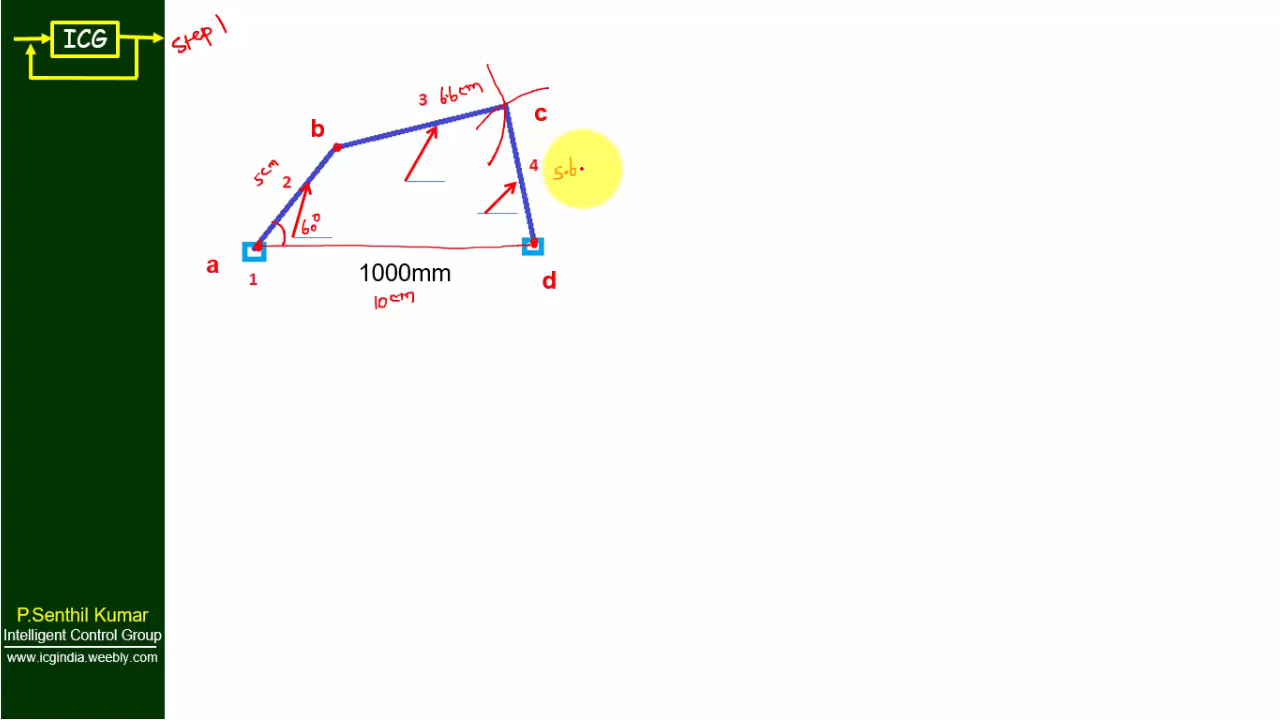 ICG
Step 1
3 6.6cm
c
b
5cm
2
4
5.6
60°
a
1
1000mm
10cm
d
P.Senthil Kumar
Intelligent Control Group
www.icgindia.weebly.com